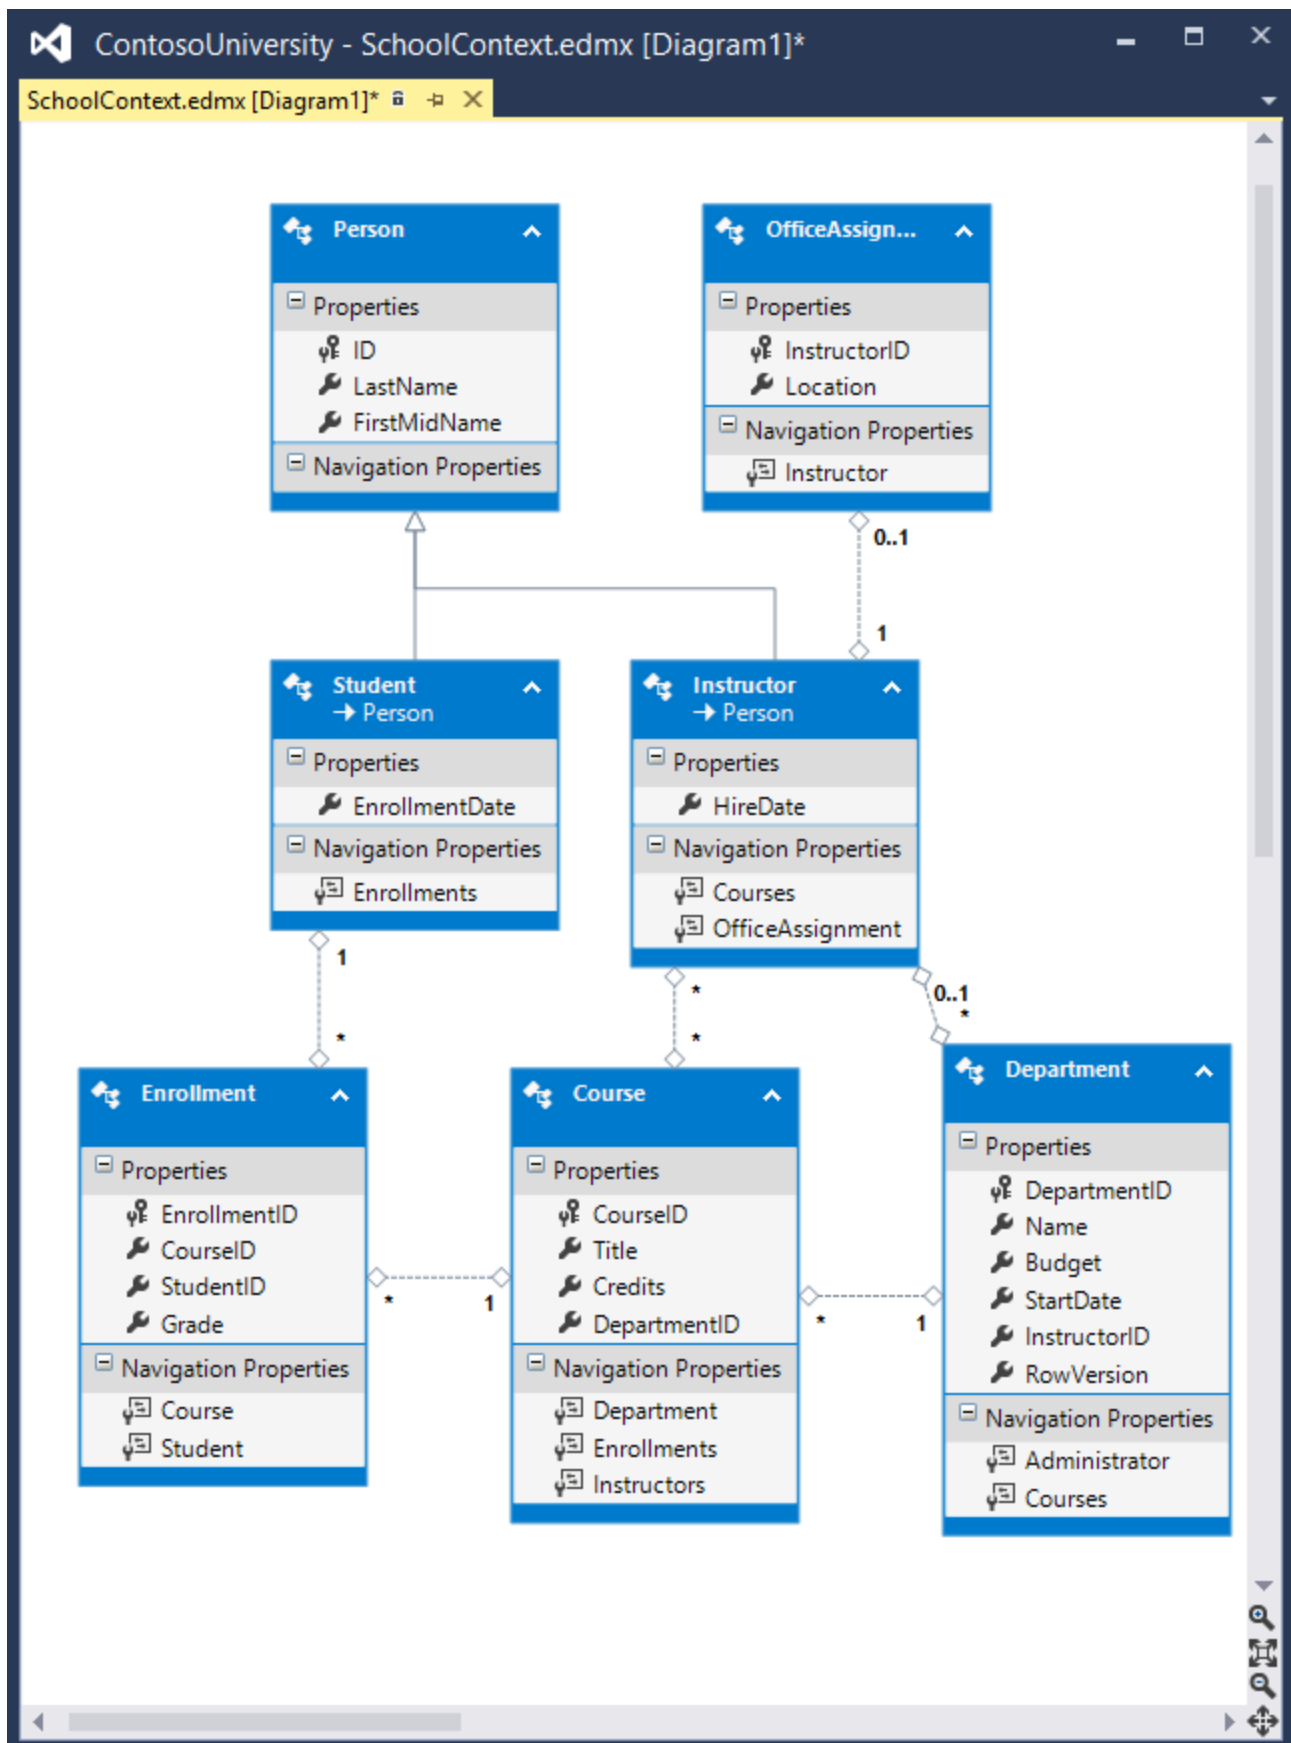 ContosoUniversity - SchoolContext.edmx [Diagram1]*
SchoolContext.edmx [Diagram1]*
Person
Properties
ID
LastName
FirstMidName
Navigation Properties
OfficeAssign...
Properties
InstructorID
Location
Navigation Properties
Instructor
0..1
1
Student
Person
Properties
EnrollmentDate
Navigation Properties
Enrollments
Instructor
Person
Properties
HireDate
Navigation Properties
Courses
OfficeAssignment
1
*
*
*
0..1
*
Enrollment
Properties
EnrollmentID
CourseID
StudentID
Grade
Navigation Properties
Course
Student
*
1
Course
Properties
CourseID
Title
Credits
DepartmentID
Navigation Properties
Department
Enrollments
Instructors
*
1
Department
Properties
DepartmentID
Name
Budget
StartDate
InstructorID
RowVersion
Navigation Properties
Administrator
Courses